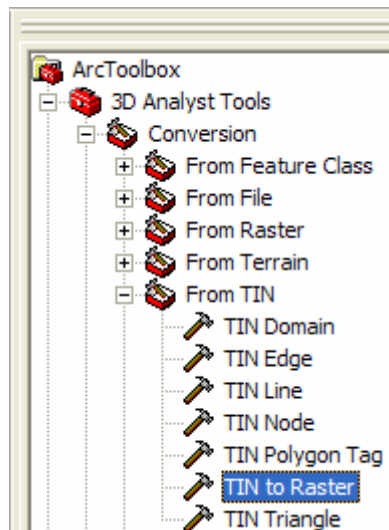 ArcToolbox
3D Analyst Tools
Conversion
From Feature Class
From File
From Raster
From Terrain
From TIN
TIN Domain
TIN Edge
TIN Line
TIN Node
TIN Polygon Tag
TIN to Raster
TIN Triangle